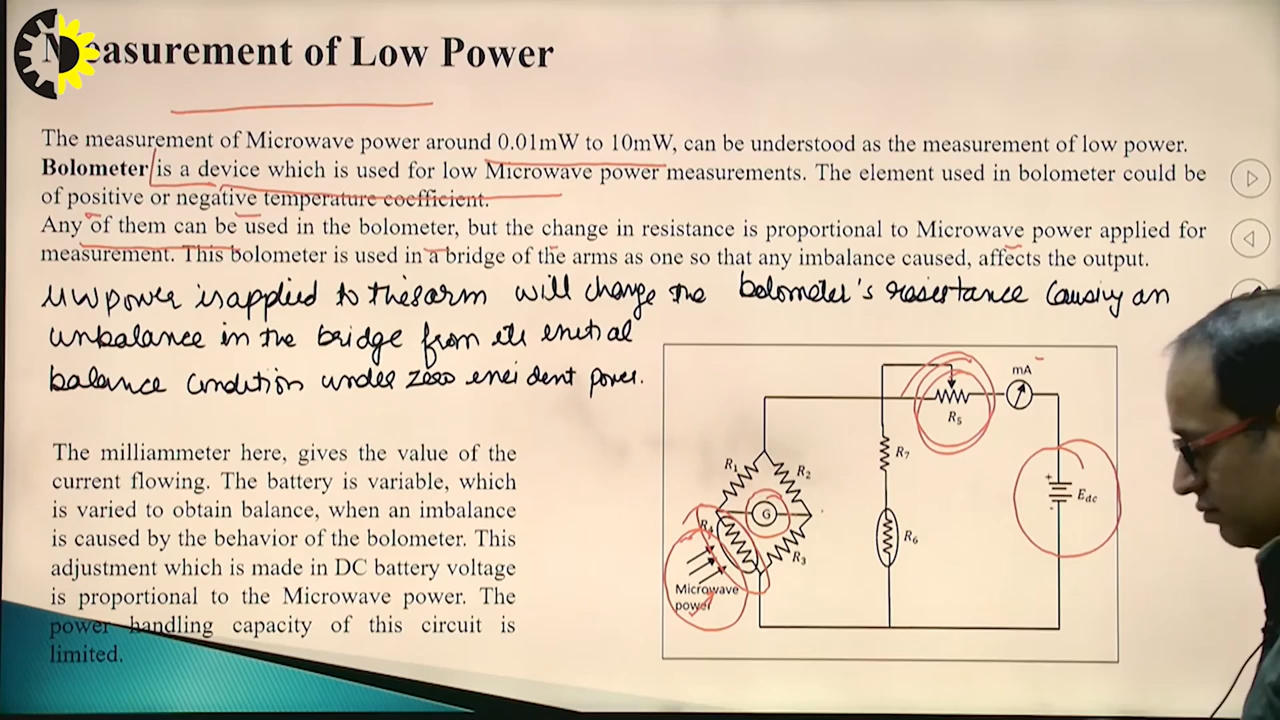 Measurement of Low Power
The measurement of Microwave power around 0.01mW to 10mW, can be understood as the measurement of low power.
Bolometer is a device which is used for low Microwave power measurements. The element used in bolometer could be
of positive or negative temperature coefficient.
Any of them can be used in the bolometer, but the change in resistance is proportional to Microwave power applied for
measurement. This bolometer is used in a bridge of the arms as one so that any imbalance caused, affects the output.
MW power is applied to the arm will change the bolometer's resistance causing an
unbalance in the bridge from its initial
balance condition under zero incident power.
The milliammeter here, gives the value of the
current flowing. The battery is variable, which
is varied to obtain balance, when an imbalance
is caused by the behavior of the bolometer. This
adjustment which is made in DC battery voltage
is proportional to the Microwave power. The
power handling capacity of this circuit is
limited.
mA
R5
R7
R1
R2
+
Edc
-
G
R4
R6
R3
Microwave
power